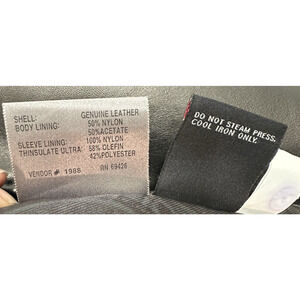 SHELL: GENUINE LEATHER
BODY LINING: 50% NYLON
50% ACETATE
SLEEVE LINING: 100% NYLON
THINSULATE ULTRA: 58% OLEFIN
42% POLYESTER
VENDOR # 1988 RN 69426
DO NOT STEAM PRESS.
COOL IRON ONLY.